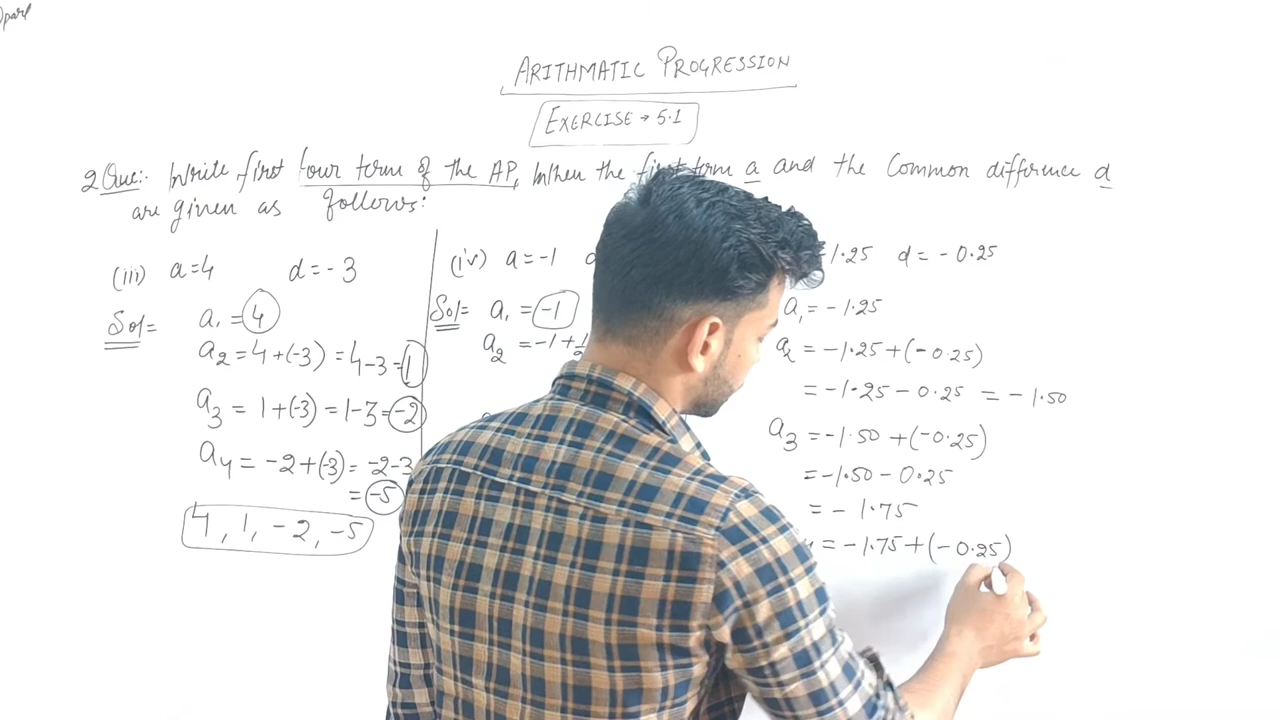 ARITHMATIC PROGRESSION
EXERCISE → 5.1
2 Que:- Write first four term of the AP, When the first term a and the Common difference d
are given as follows:
(iii) a=4 d=-3
Sol=
a₁ = 4
a₂ = 4+(-3) = 4-3 = 1
a₃ = 1+(-3) = 1-3 = -2
a₄ = -2+(-3) = -2-3
= -5
4, 1, -2, -5
(iv) a=-1
Sol= a₁ = -1
a₂ = -1+1/2
-1.25 d = -0.25
a₁ = -1.25
a₂ = -1.25+(-0.25)
= -1.25 - 0.25 = -1.50
a₃ = -1.50 + (-0.25)
= -1.50 - 0.25
= - 1.75
= -1.75+(-0.25)